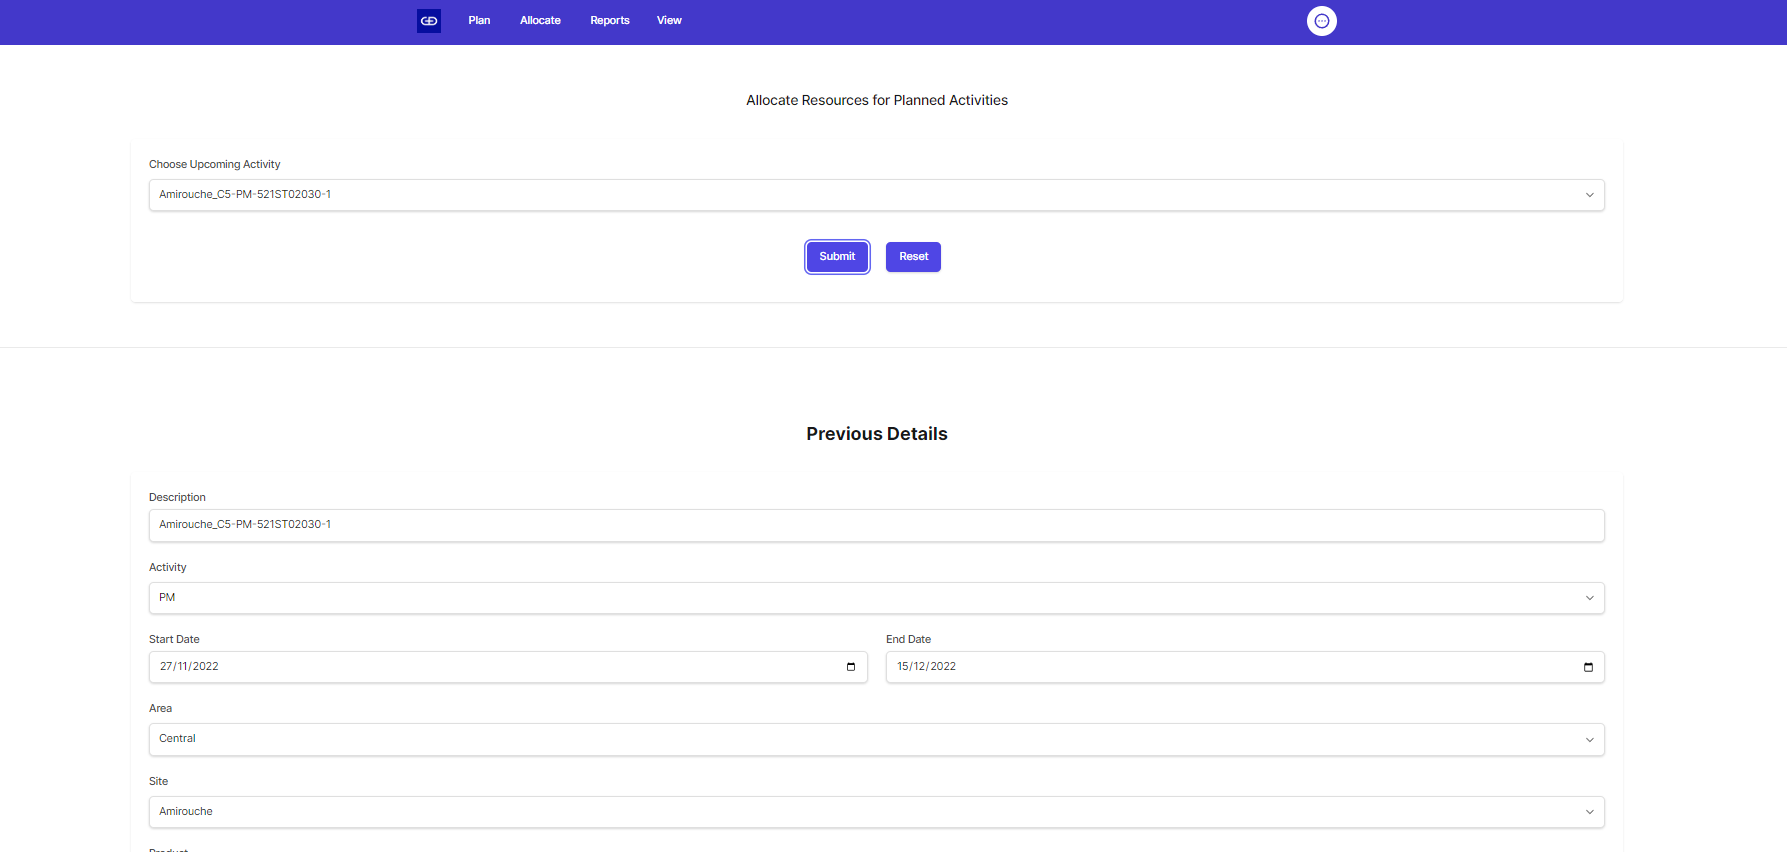 Plan Allocate Reports View
Allocate Resources for Planned Activities
Choose Upcoming Activity
Amirouche_C5-PM-521ST02030-1
Submit Reset
Previous Details
Description
Amirouche_C5-PM-521ST02030-1
Activity
PM
Start Date End Date
27/11/2022 15/12/2022
Area
Central
Site
Amirouche
Product